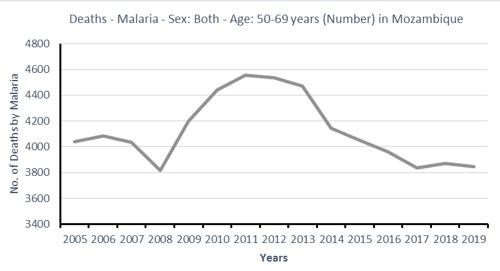 Deaths - Malaria - Sex: Both - Age: 50-69 years (Number) in Mozambique
4800
4600
4400
4200
4000
3800
3600
3400
No. of Deaths by Malaria
2005 2006 2007 2008 2009 2010 2011 2012 2013 2014 2015 2016 2017 2018 2019
Years